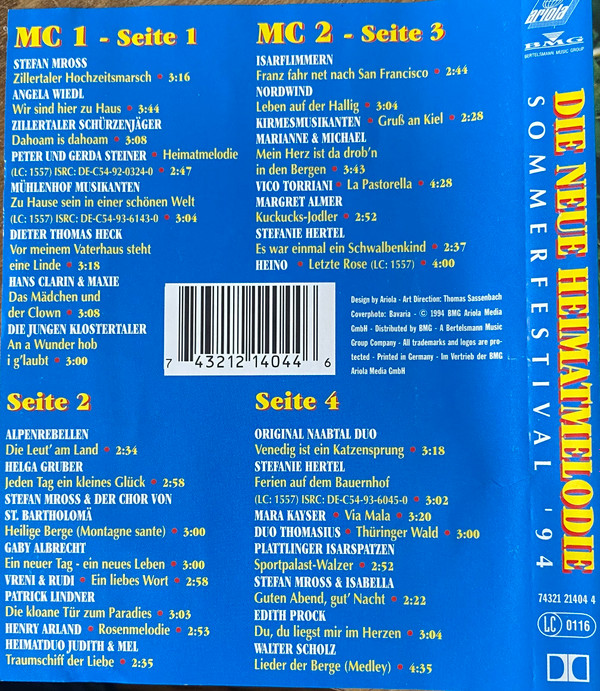 MC 1 - Seite 1
STEFAN MROSS
Zillertaler Hochzeitsmarsch • 3:16
ANGELA WIEDL
Wir sind hier zu Haus • 3:44
ZILLERTALER SCHÜRZENJÄGER
Dahoam is dahoam • 3:08
PETER UND GERDA STEINER • Heimatmelodie
(LC: 1557) ISRC: DE-C54-92-0324-0 • 2:47
MÜHLENHOF MUSIKANTEN
Zu Hause sein in einer schönen Welt
(LC: 1557) ISRC: DE-C54-93-6143-0 • 3:04
DIETER THOMAS HECK
Vor meinem Vaterhaus steht
eine Linde • 3:18
HANS CLARIN & MAXIE
Das Mädchen und
der Clown • 3:08
DIE JUNGEN KLOSTERTALER
An a Wunder hob
i g'laubt • 3:00
Seite 2
ALPENREBELLEN
Die Leut' am Land • 2:34
HELGA GRUBER
Jeden Tag ein kleines Glück • 2:58
STEFAN MROSS & DER CHOR VON
ST. BARTHOLOMÄ
Heilige Berge (Montagne sante) • 3:00
GABY ALBRECHT
Ein neuer Tag - ein neues Leben • 3:00
VRENI & RUDI • Ein liebes Wort • 2:58
PATRICK LINDNER
Die kloane Tür zum Paradies • 3:03
HENRY ARLAND • Rosenmelodie • 2:53
HEIMATDUO JUDITH & MEL
Traumschiff der Liebe • 2:35
MC 2 - Seite 3
ISARFLIMMERN
Franz fahr net nach San Francisco • 2:44
NORDWIND
Leben auf der Hallig • 3:04
KIRMESMUSIKANTEN • Gruß an Kiel • 2:28
MARIANNE & MICHAEL
Mein Herz ist da drob'n
in den Bergen • 3:43
VICO TORRIANI • La Pastorella • 4:28
MARGRET ALMER
Kuckucks-Jodler • 2:52
STEFANIE HERTEL
Es war einmal ein Schwalbenkind • 2:37
HEINO • Letzte Rose (LC: 1557) • 4:00
7 43212 14044 6
Design by Ariola - Art Direction: Thomas Sassenbach
Coverphoto: Bavaria - © 1994 BMG Ariola Media
GmbH - Distributed by BMG - A Bertelsmann Music
Group Company - All trademarks and logos are pro-
tected - Printed in Germany - Im Vertrieb der BMG
Ariola Media GmbH
Seite 4
ORIGINAL NAABTAL DUO
Venedig ist ein Katzensprung • 3:18
STEFANIE HERTEL
Ferien auf dem Bauernhof
(LC: 1557) ISRC: DE-C54-93-6045-0 • 3:02
MARA KAYSER • Via Mala • 3:20
DUO THOMASIUS • Thüringer Wald • 3:00
PLATTLINGER ISARSPATZEN
Sportpalast-Walzer • 2:52
STEFAN MROSS & ISABELLA
Guten Abend, gut' Nacht • 2:22
EDITH PROCK
Du, du liegst mir im Herzen • 3:04
WALTER SCHOLZ
Lieder der Berge (Medley) • 4:35
ariola
BMG
BERTELSMANN MUSIC GROUP
DIE NEUE HEIMATMELODIE
SOMMERFESTIVAL '94
74321 21404 4
LC 0116